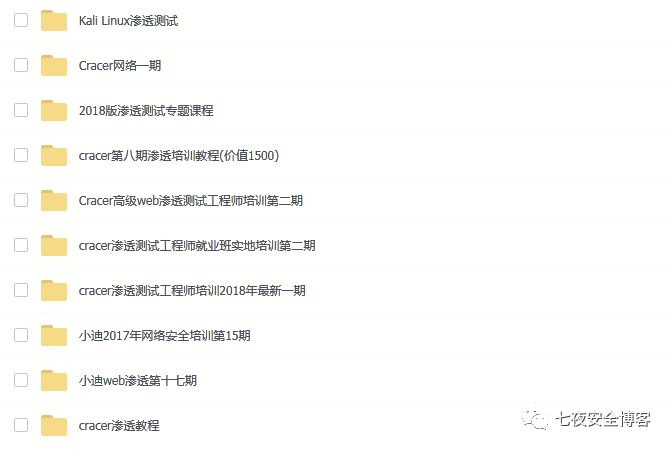 Kali Linux渗透测试
Cracer网络一期
2018版渗透测试专题课程
cracer第八期渗透培训教程(价值1500)
Cracer高级web渗透测试工程师培训第二期
cracer渗透测试工程师就业班实地培训第二期
cracer渗透测试工程师培训2018年最新一期
小迪2017年网络安全培训第15期
小迪web渗透第十七期
cracer渗透教程
七夜安全博客